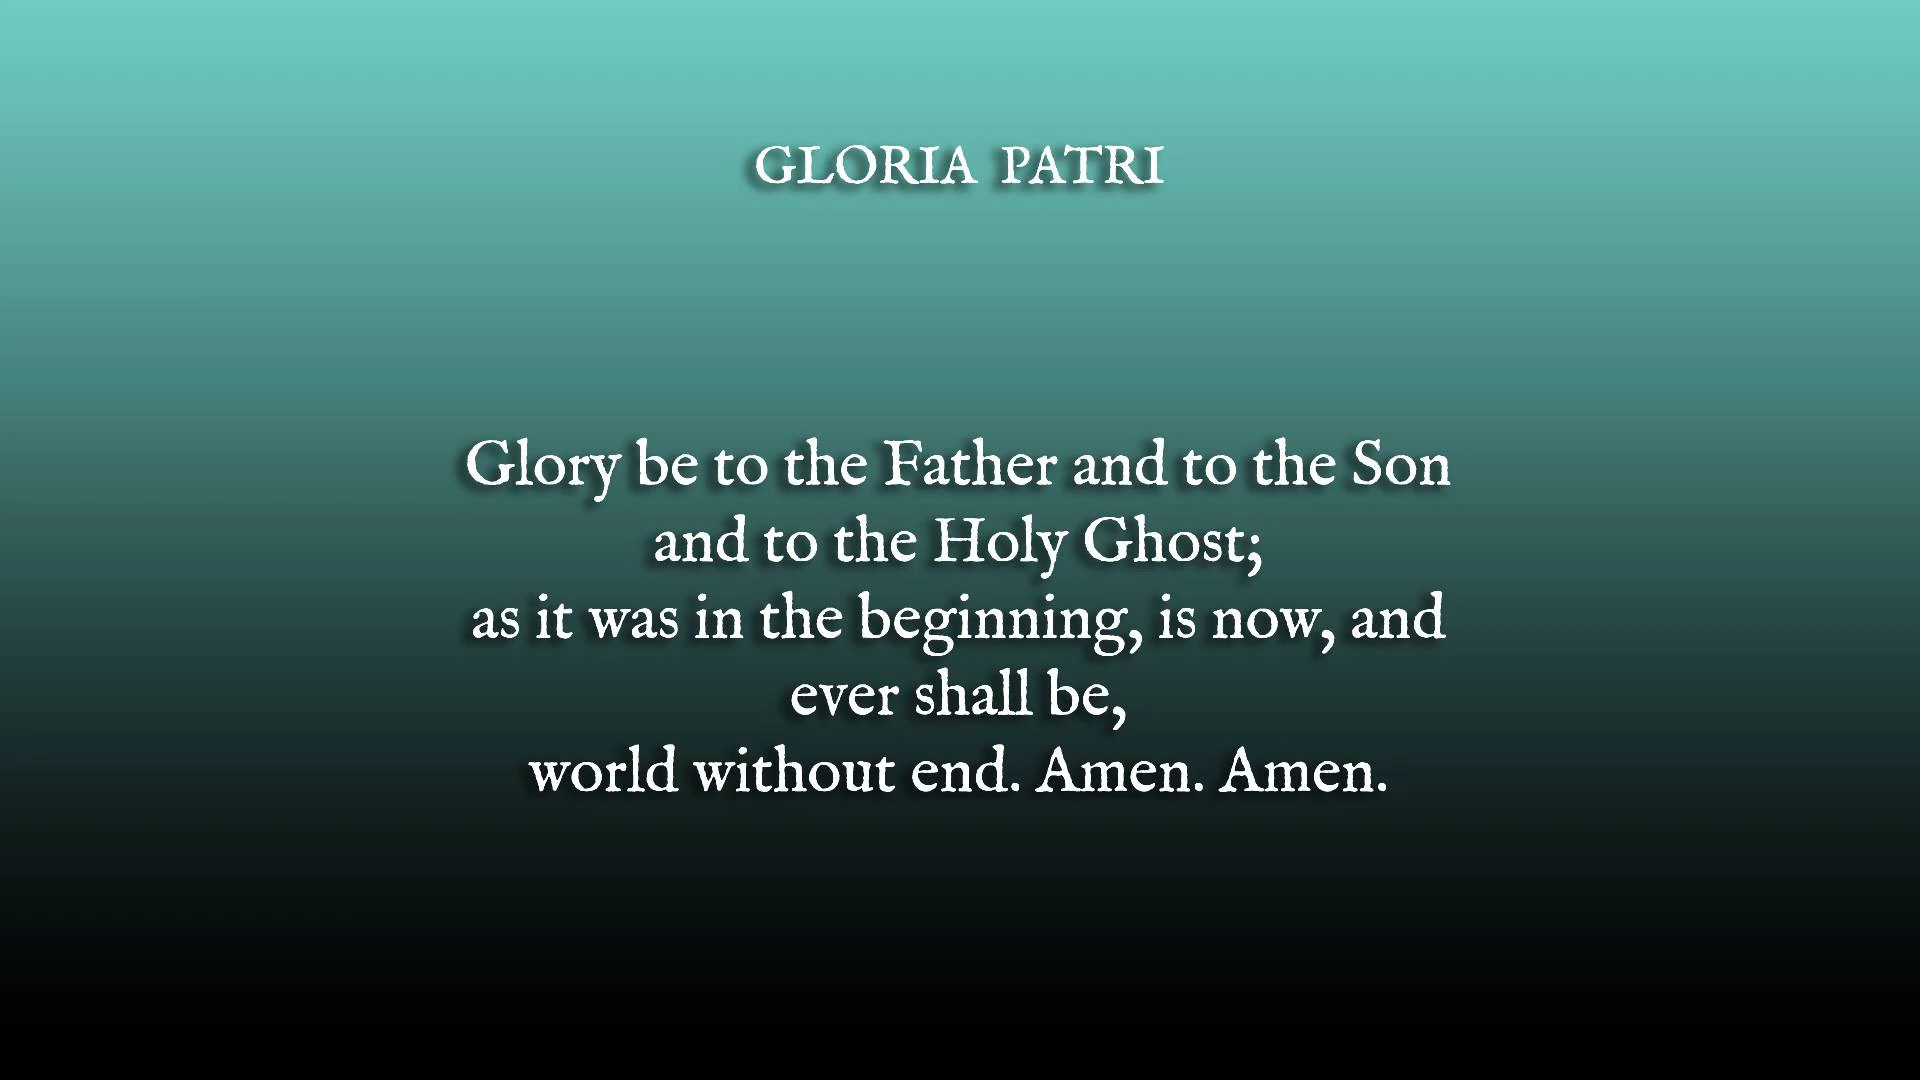 GLORIA PATRI
Glory be to the Father and to the Son
and to the Holy Ghost;
as it was in the beginning, is now, and
ever shall be,
world without end. Amen. Amen.